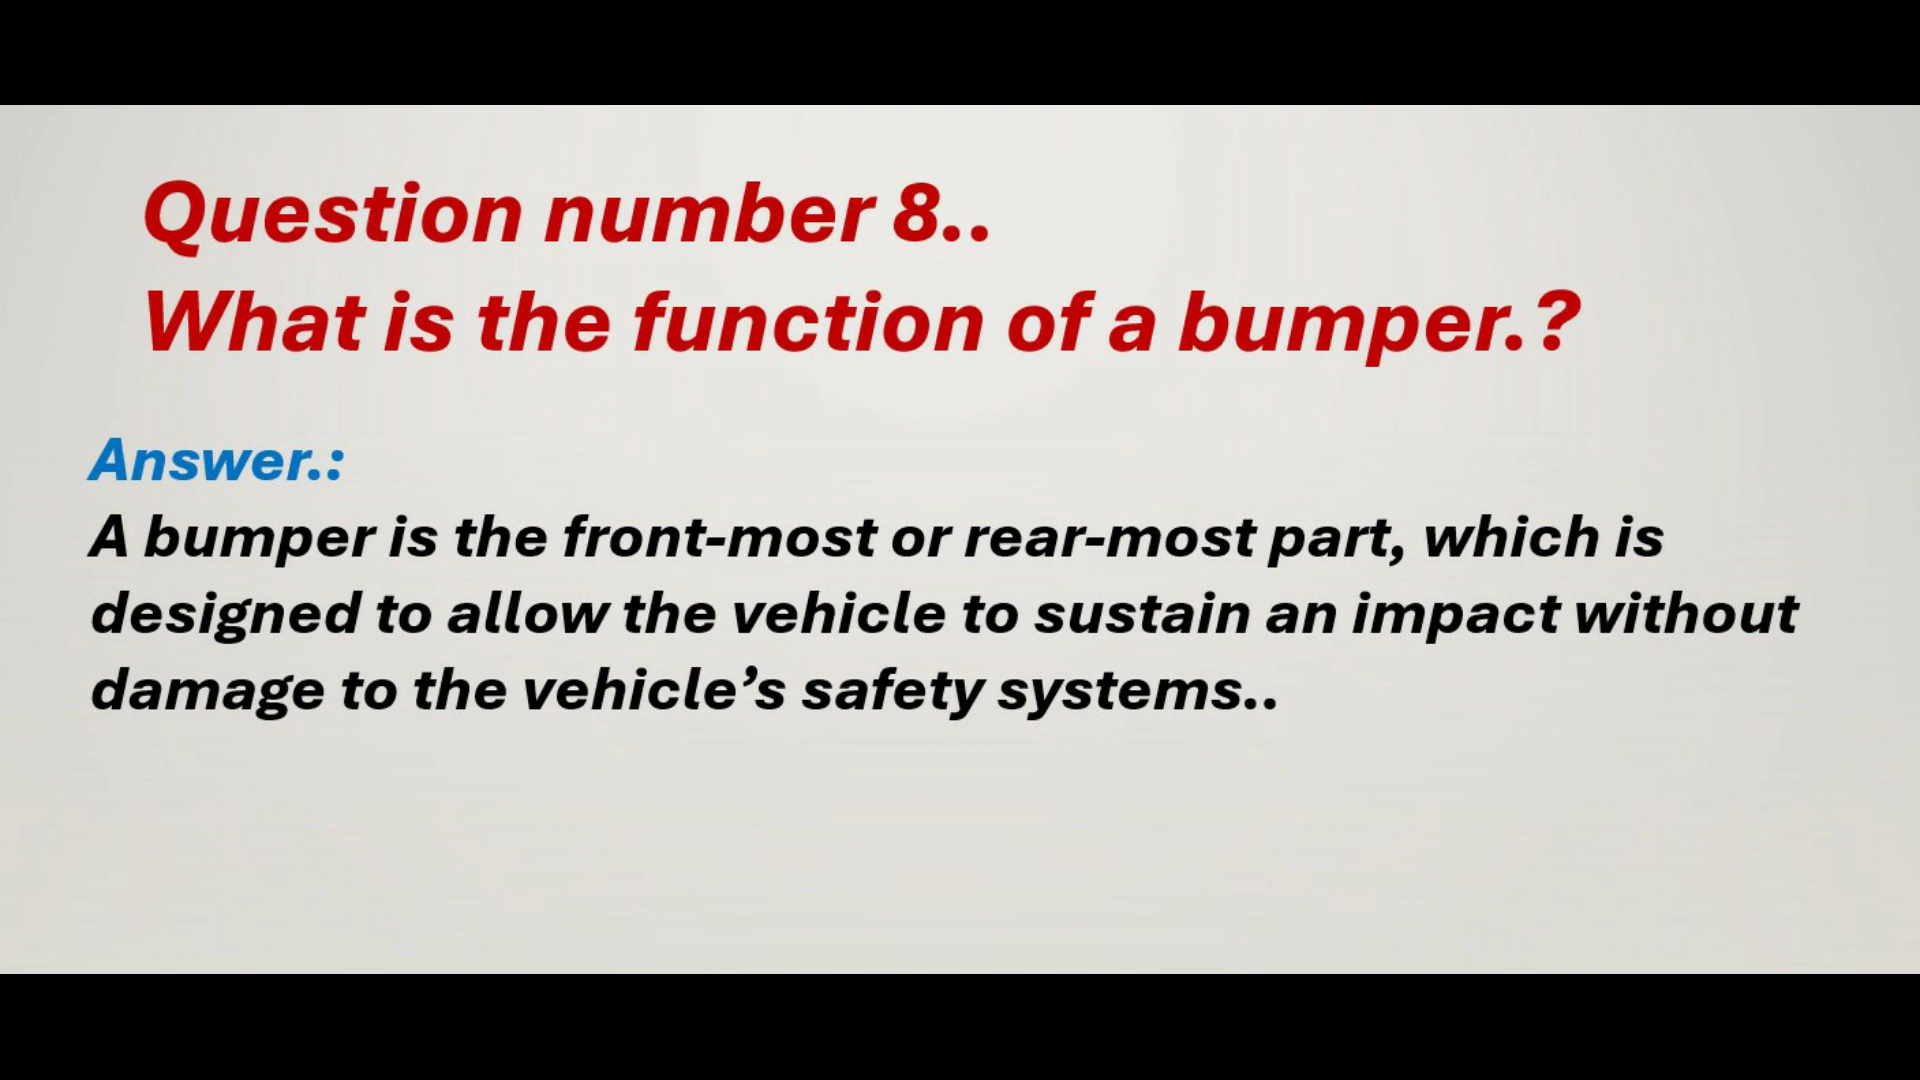 Question number 8..
What is the function of a bumper.?
Answer.:
A bumper is the front-most or rear-most part, which is
designed to allow the vehicle to sustain an impact without
damage to the vehicle’s safety systems..